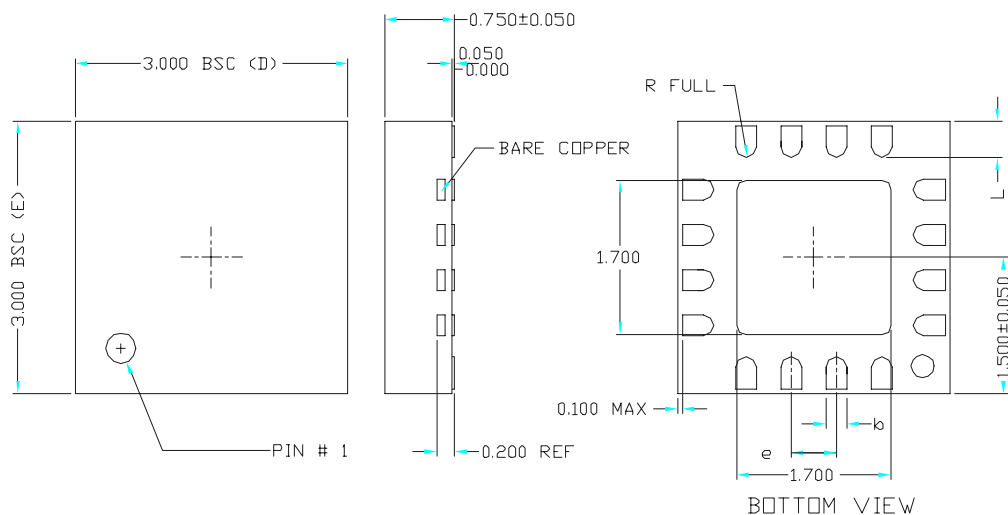 0.750±0.050
0.050
0.000
3.000 BSC (D)
R FULL
BARE COPPER
3.000 BSC (E)
1.700
L
1.500±0.050
0.100 MAX
b
PIN # 1
0.200 REF
e
1.700
BOTTOM VIEW